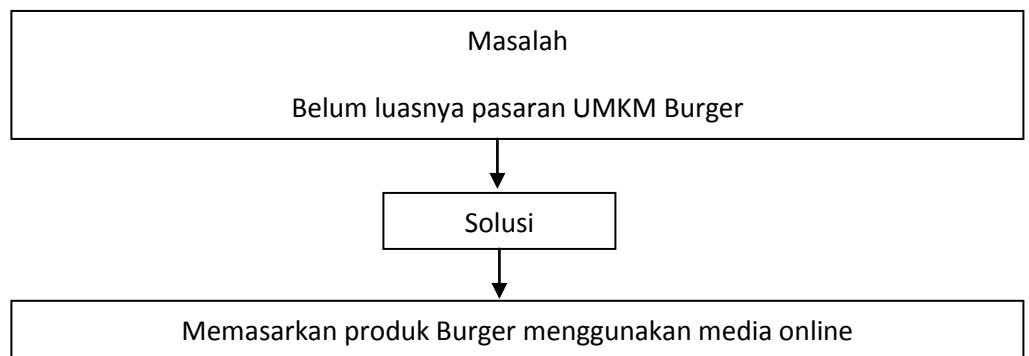 Masalah
Belum luasnya pasaran UMKM Burger
Solusi
Memasarkan produk Burger menggunakan media online